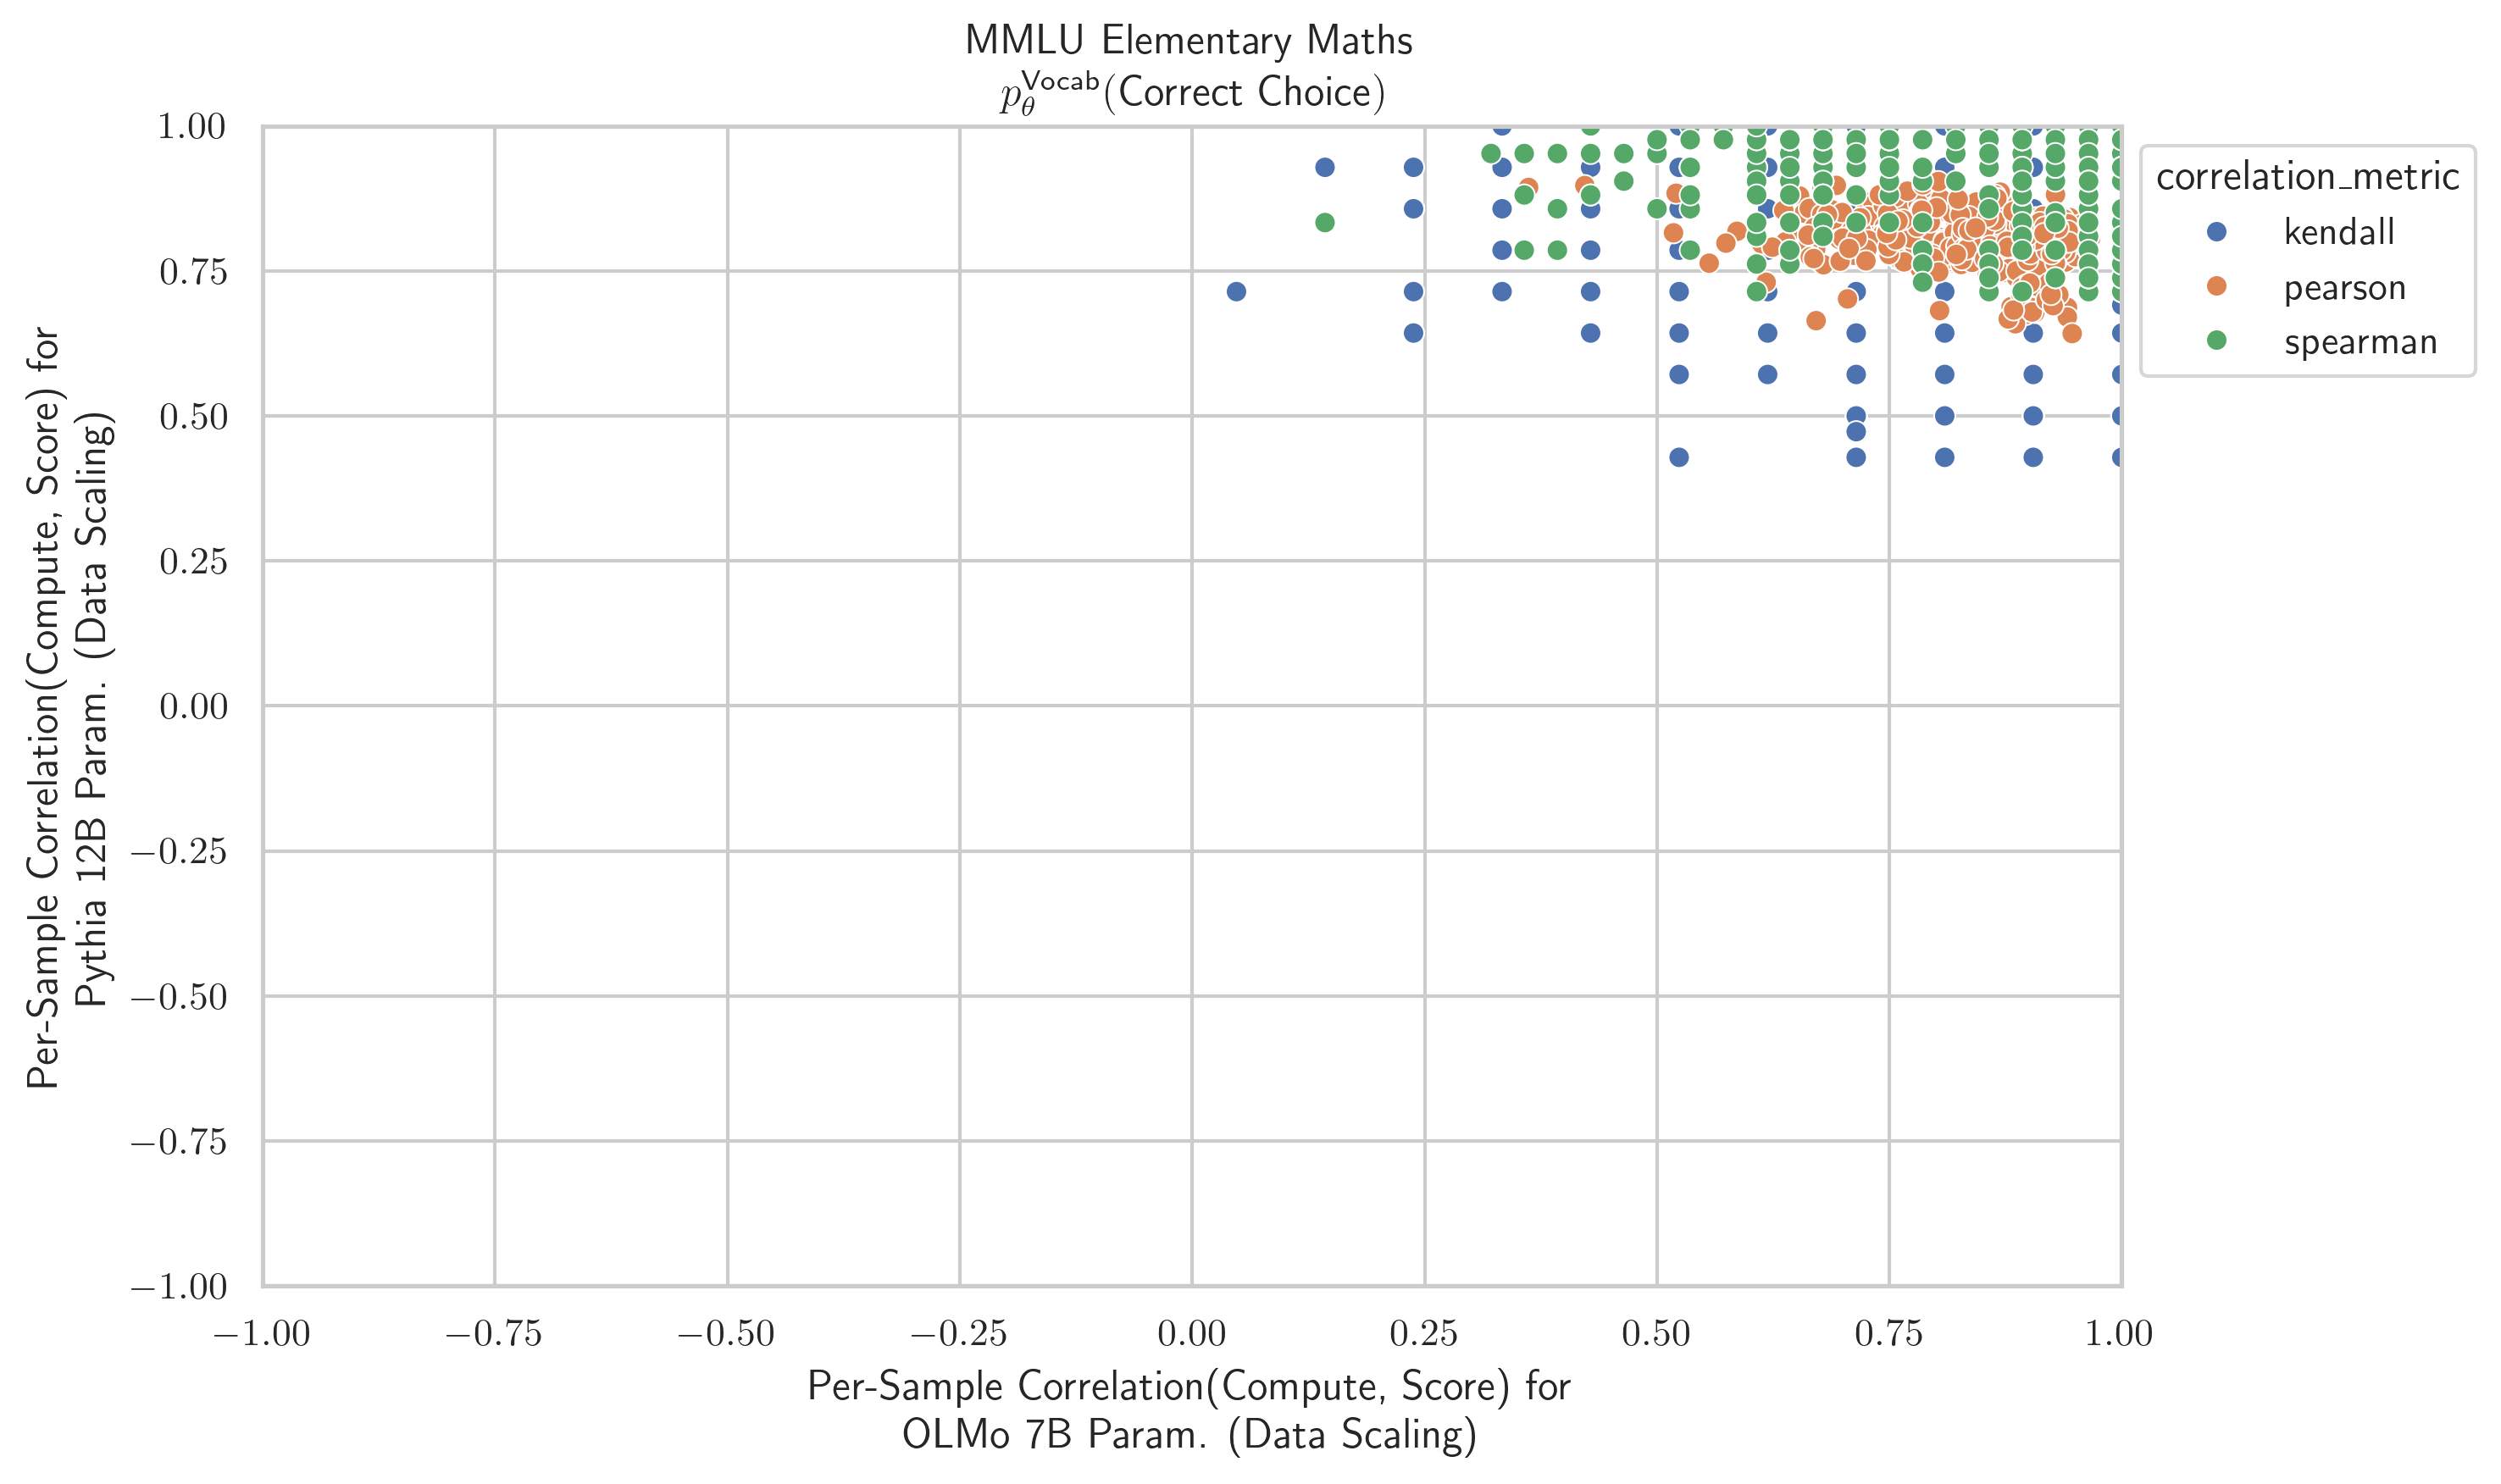 MMLU Elementary Maths
p_θ^Vocab(Correct Choice)
1.00
0.75
0.50
0.25
0.00
−0.25
−0.50
−0.75
−1.00
Per-Sample Correlation(Compute, Score) for
Pythia 12B Param. (Data Scaling)
−1.00 −0.75 −0.50 −0.25 0.00 0.25 0.50 0.75 1.00
Per-Sample Correlation(Compute, Score) for
OLMo 7B Param. (Data Scaling)
correlation_metric
kendall
pearson
spearman